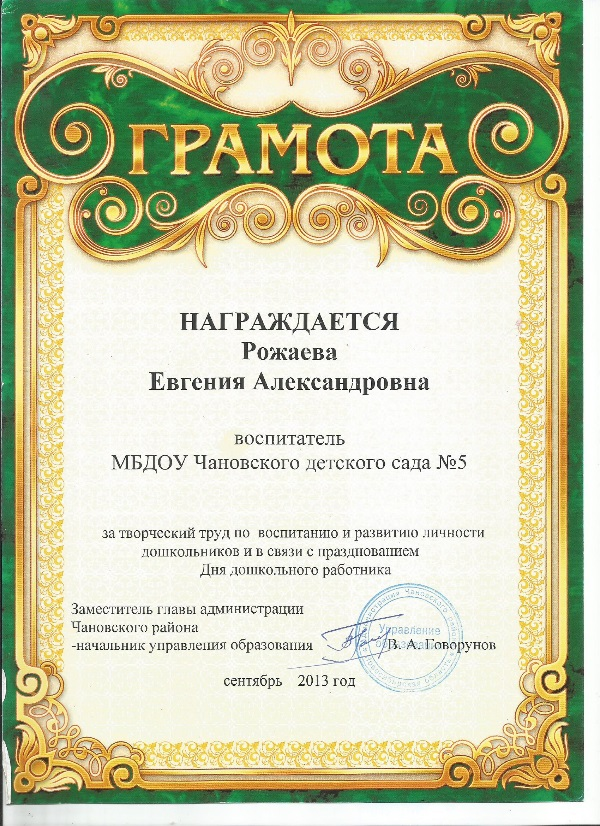 ГРАМОТА
НАГРАЖДАЕТСЯ
Рожаева
Евгения Александровна
воспитатель
МБДОУ Чановского детского сада №5
за творческий труд по воспитанию и развитию личности
дошкольников и в связи с празднованием
Дня дошкольного работника
Заместитель главы администрации
Чановского района
-начальник управления образования В. А. Говорунов
Управление
образования
сентябрь 2013 год